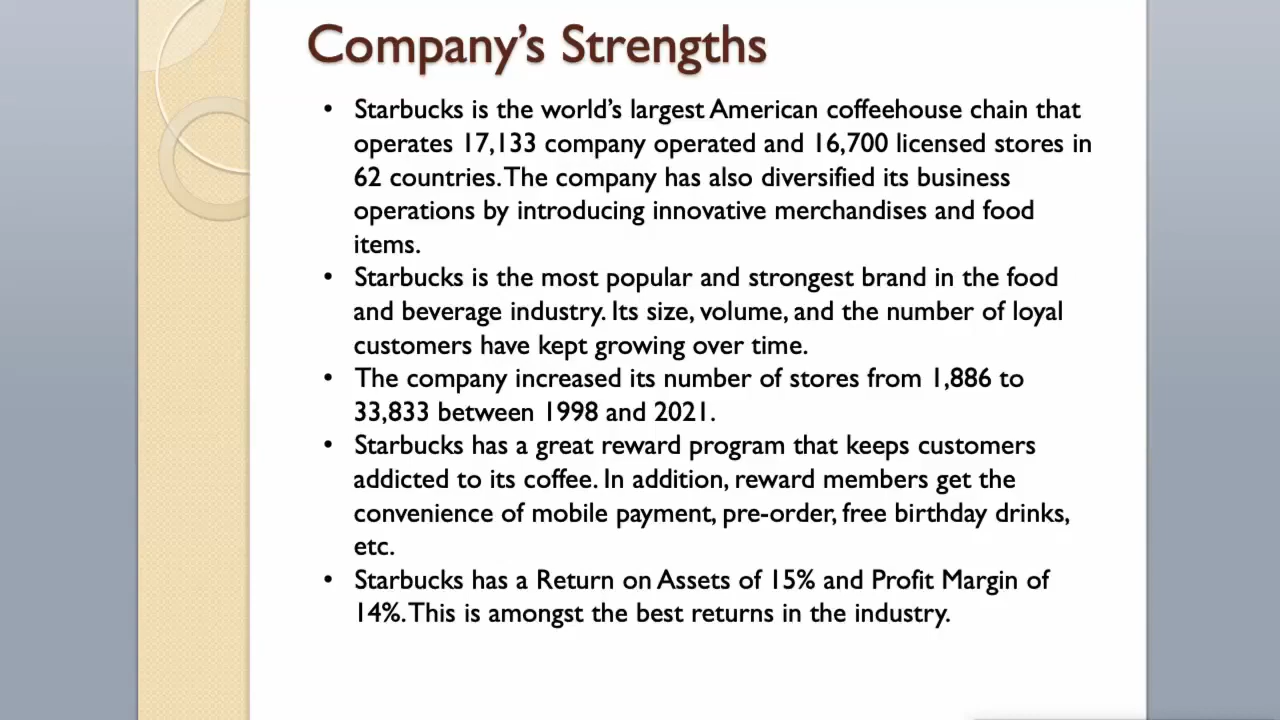 Company's Strengths
• Starbucks is the world's largest American coffeehouse chain that
operates 17,133 company operated and 16,700 licensed stores in
62 countries. The company has also diversified its business
operations by introducing innovative merchandises and food
items.
• Starbucks is the most popular and strongest brand in the food
and beverage industry. Its size, volume, and the number of loyal
customers have kept growing over time.
• The company increased its number of stores from 1,886 to
33,833 between 1998 and 2021.
• Starbucks has a great reward program that keeps customers
addicted to its coffee. In addition, reward members get the
convenience of mobile payment, pre-order, free birthday drinks,
etc.
• Starbucks has a Return on Assets of 15% and Profit Margin of
14%. This is amongst the best returns in the industry.